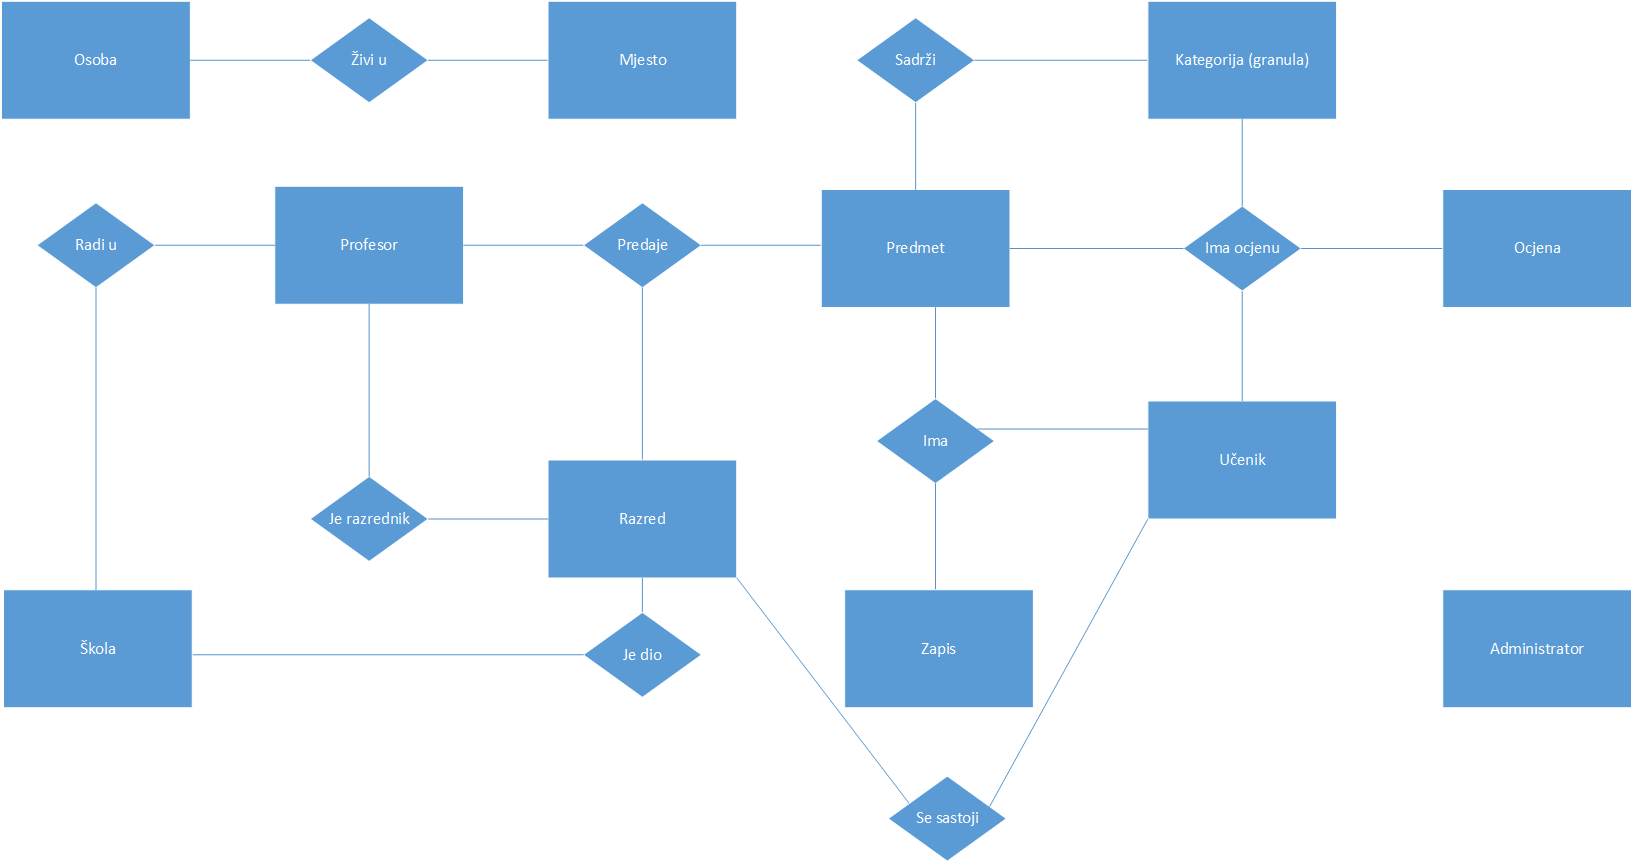 Osoba
Živi u
Mjesto
Sadrži
Kategorija (granula)
Radi u
Profesor
Predaje
Predmet
Ima ocjenu
Ocjena
Ima
Učenik
Je razrednik
Razred
Škola
Je dio
Zapis
Administrator
Se sastoji